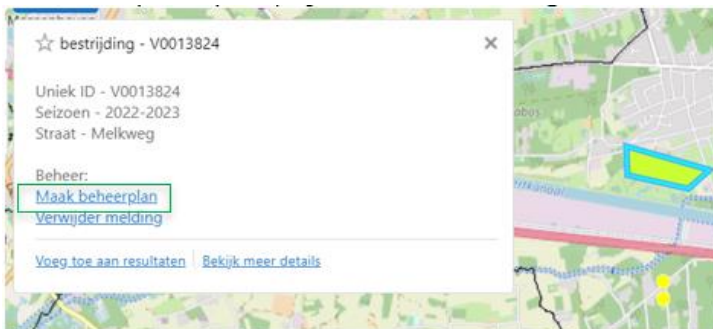 bestrijding - V0013824
Uniek ID - V0013824
Seizoen - 2022-2023
Straat - Melkweg
Beheer:
Maak beheerplan
Verwijder melding
Voeg toe aan resultaten Bekijk meer details